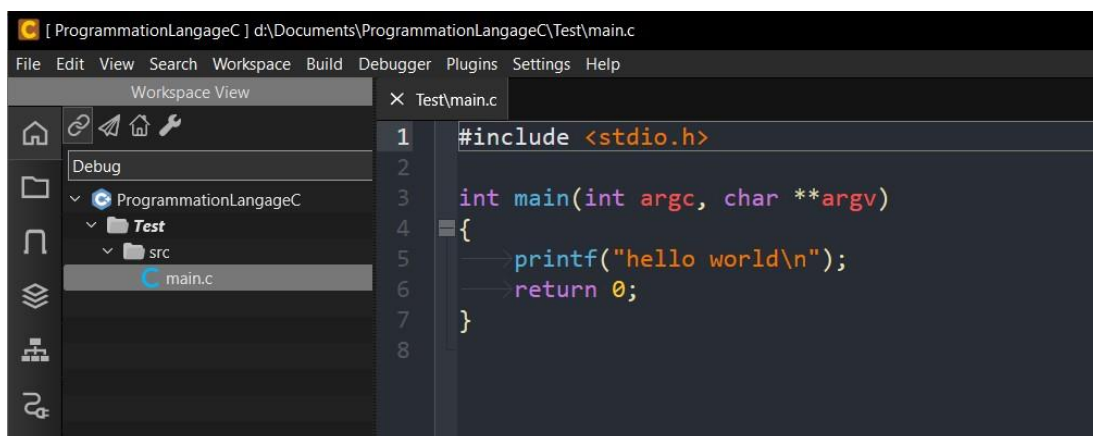 [ ProgrammationLangageC ] d:\Documents\ProgrammationLangageC\Test\main.c
File Edit View Search Workspace Build Debugger Plugins Settings Help
Workspace View
Debug
ProgrammationLangageC
Test
src
main.c
Test\main.c
1 #include <stdio.h>
2
3 int main(int argc, char **argv)
4 {
5 printf("hello world\n");
6 return 0;
7 }
8